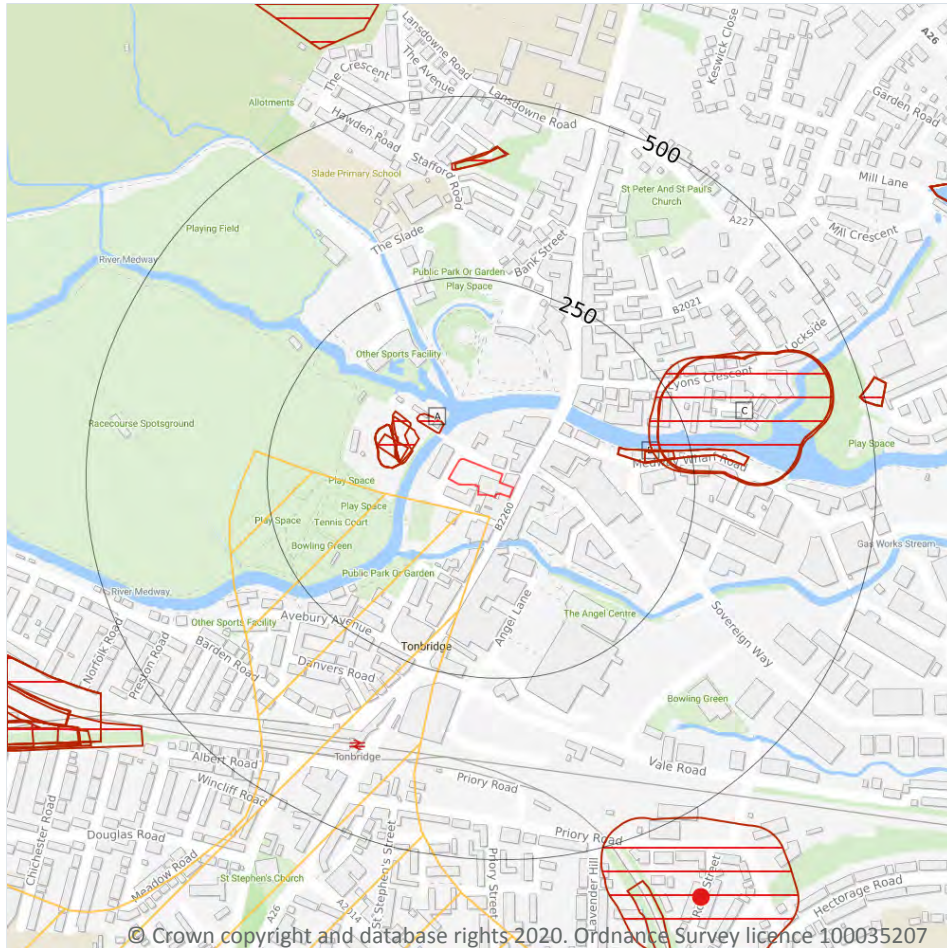 Lansdowne Road
The Avenue
The Crescent
Lansdowne Road
Keswick Close
A26
A26
Garden Road
Allotments
Hawden Road
500
Stafford Road
Slade Primary School
Mill Lane
St Peter And St Paul's
Church
A227
Mill Crescent
Playing Field
The Slade
Bank Street
River Medway
Public Park Or Garden
Play Space
250
B2021
Lockside
Other Sports Facility
Lyons Crescent
A
C
Racecourse Spotsground
Play Space
Medway Wharf Road
Play Space
Play Space
Play Space
Tennis Court
B2260
Bowling Green
Gas Works Stream
Public Park Or Garden
River Medway
Avebury Avenue
Angel Lane
The Angel Centre
Other Sports Facility
Norfolk Road
Preston Road
Barden Road
Tonbridge
Sovereign Way
Danvers Road
Bowling Green
Albert Road
Tonbridge
Vale Road
Wincliff Road
Priory Road
Chichester Road
Douglas Road
Priory Road
Meadow Road
St Stephen's Street
Priory Street
Lavender Hill
St Stephen's Church
Hectorage Road
A26
A2014
© Crown copyright and database rights 2020. Ordnance Survey licence 100035207